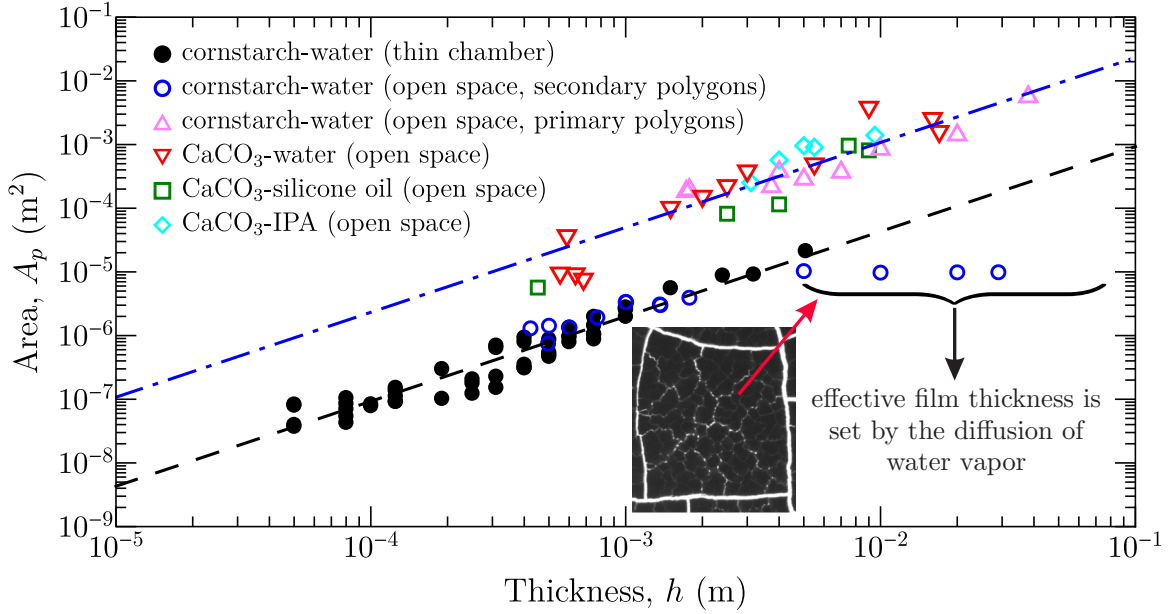 10⁻¹
10⁻²
10⁻³
10⁻⁴
10⁻⁵
10⁻⁶
10⁻⁷
10⁻⁸
10⁻⁹
Area, Aₚ (m²)
cornstarch-water (thin chamber)
cornstarch-water (open space, secondary polygons)
cornstarch-water (open space, primary polygons)
CaCO₃-water (open space)
CaCO₃-silicone oil (open space)
CaCO₃-IPA (open space)
effective film thickness is
set by the diffusion of
water vapor
10⁻⁵ 10⁻⁴ 10⁻³ 10⁻² 10⁻¹
Thickness, h (m)